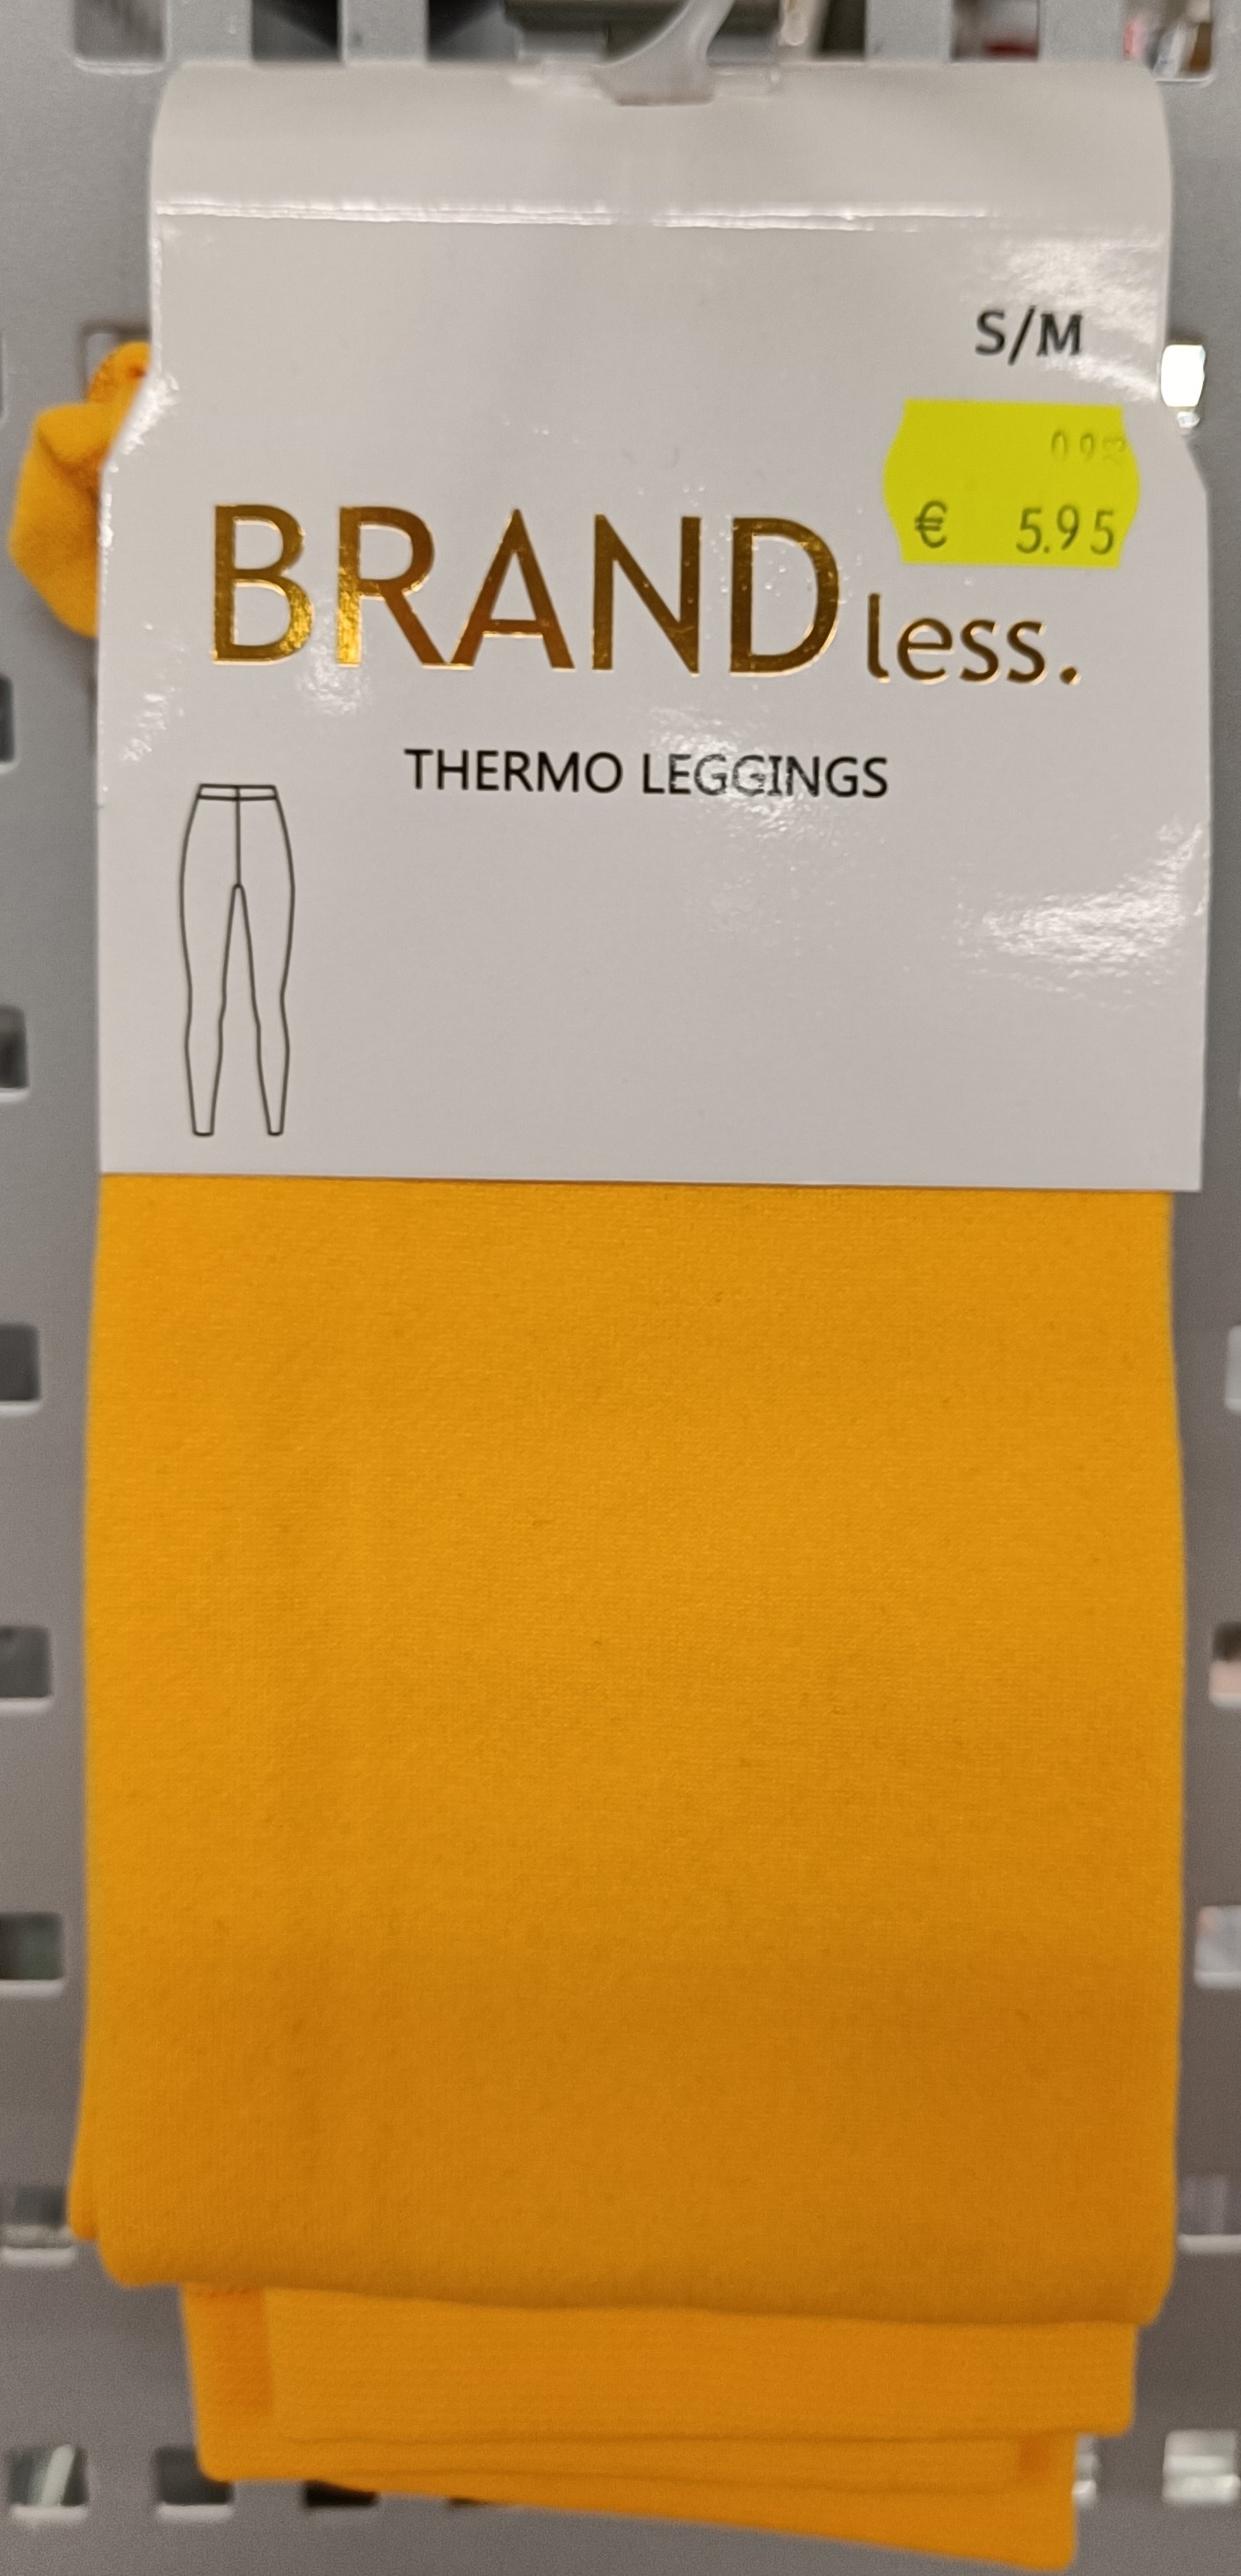 S/M
€ 5.95
BRAND less.
THERMO LEGGINGS